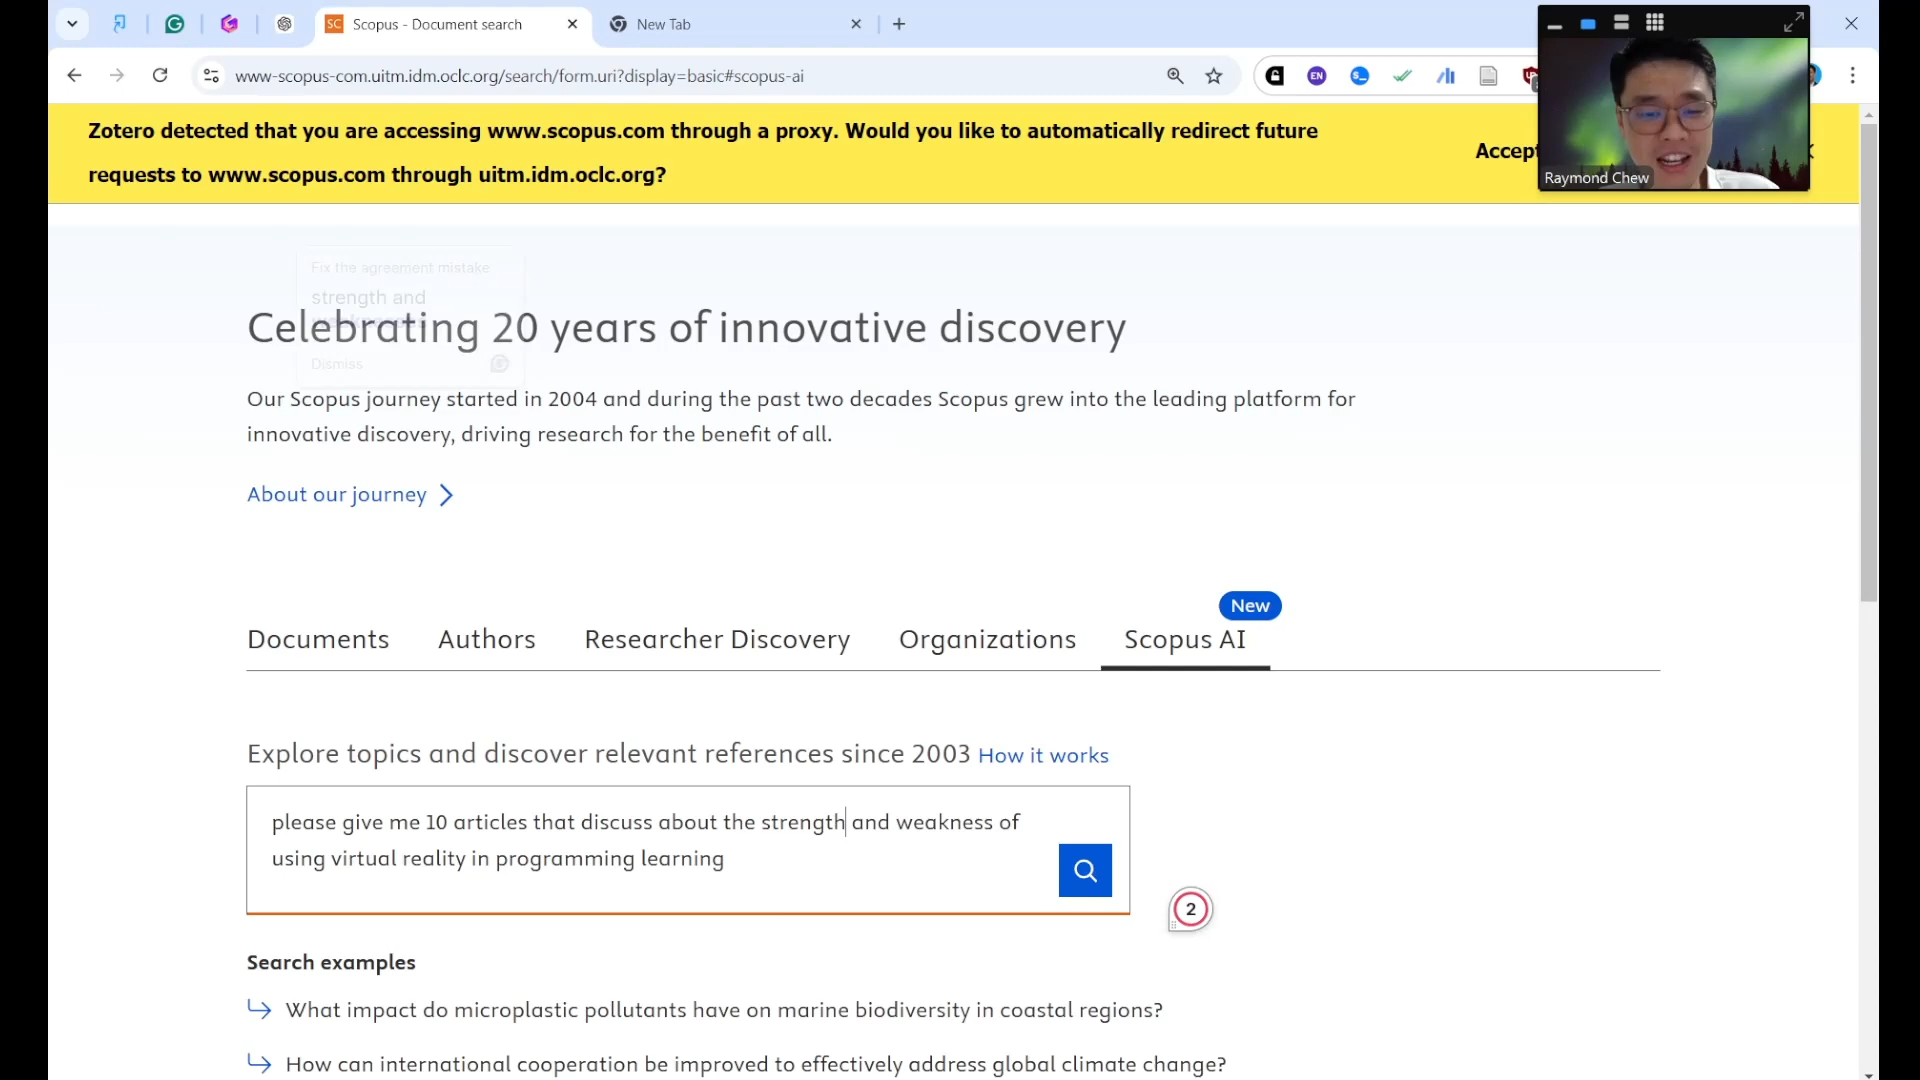 Scopus - Document search
New Tab
www-scopus-com.uitm.idm.oclc.org/search/form.uri?display=basic#scopus-ai
EN
Zotero detected that you are accessing www.scopus.com through a proxy. Would you like to automatically redirect future
requests to www.scopus.com through uitm.idm.oclc.org?
Accept
Raymond Chew
Fix the agreement mistake
strength and
Dismiss
Celebrating 20 years of innovative discovery
Our Scopus journey started in 2004 and during the past two decades Scopus grew into the leading platform for
innovative discovery, driving research for the benefit of all.
About our journey
New
Documents Authors Researcher Discovery Organizations Scopus AI
Explore topics and discover relevant references since 2003 How it works
please give me 10 articles that discuss about the strength and weakness of
using virtual reality in programming learning
2
Search examples
What impact do microplastic pollutants have on marine biodiversity in coastal regions?
How can international cooperation be improved to effectively address global climate change?